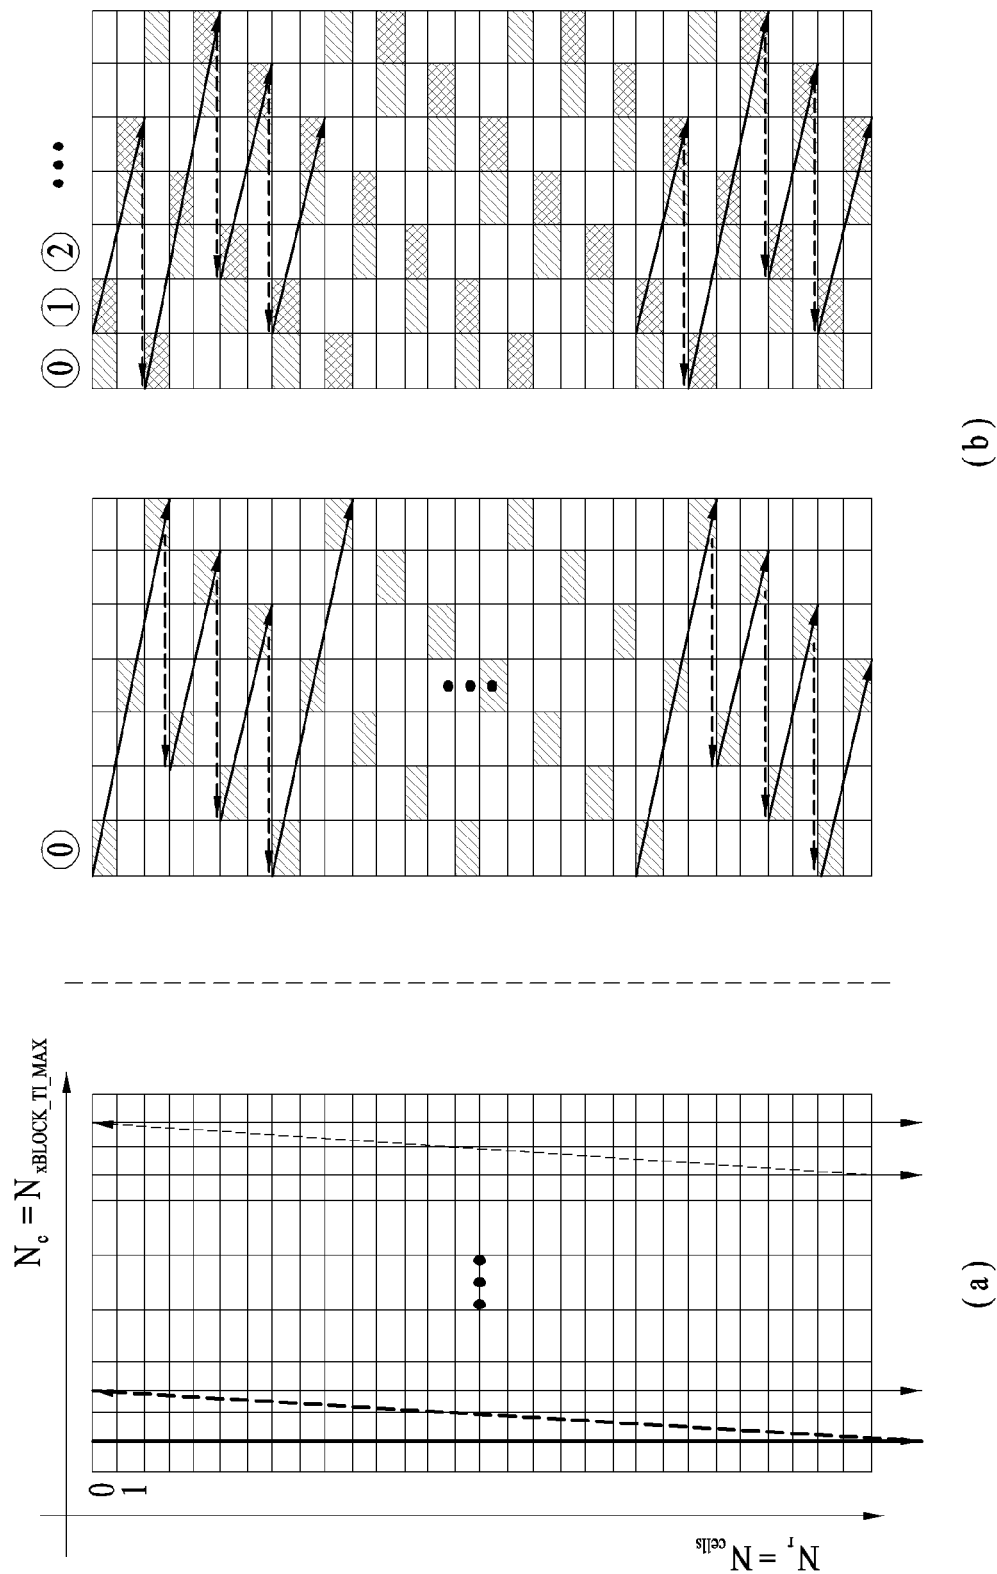 N_c = N_xBLOCK_TI_MAX
0
1
N_r = N_cells
(a)
0
0 1 2 •••
(b)